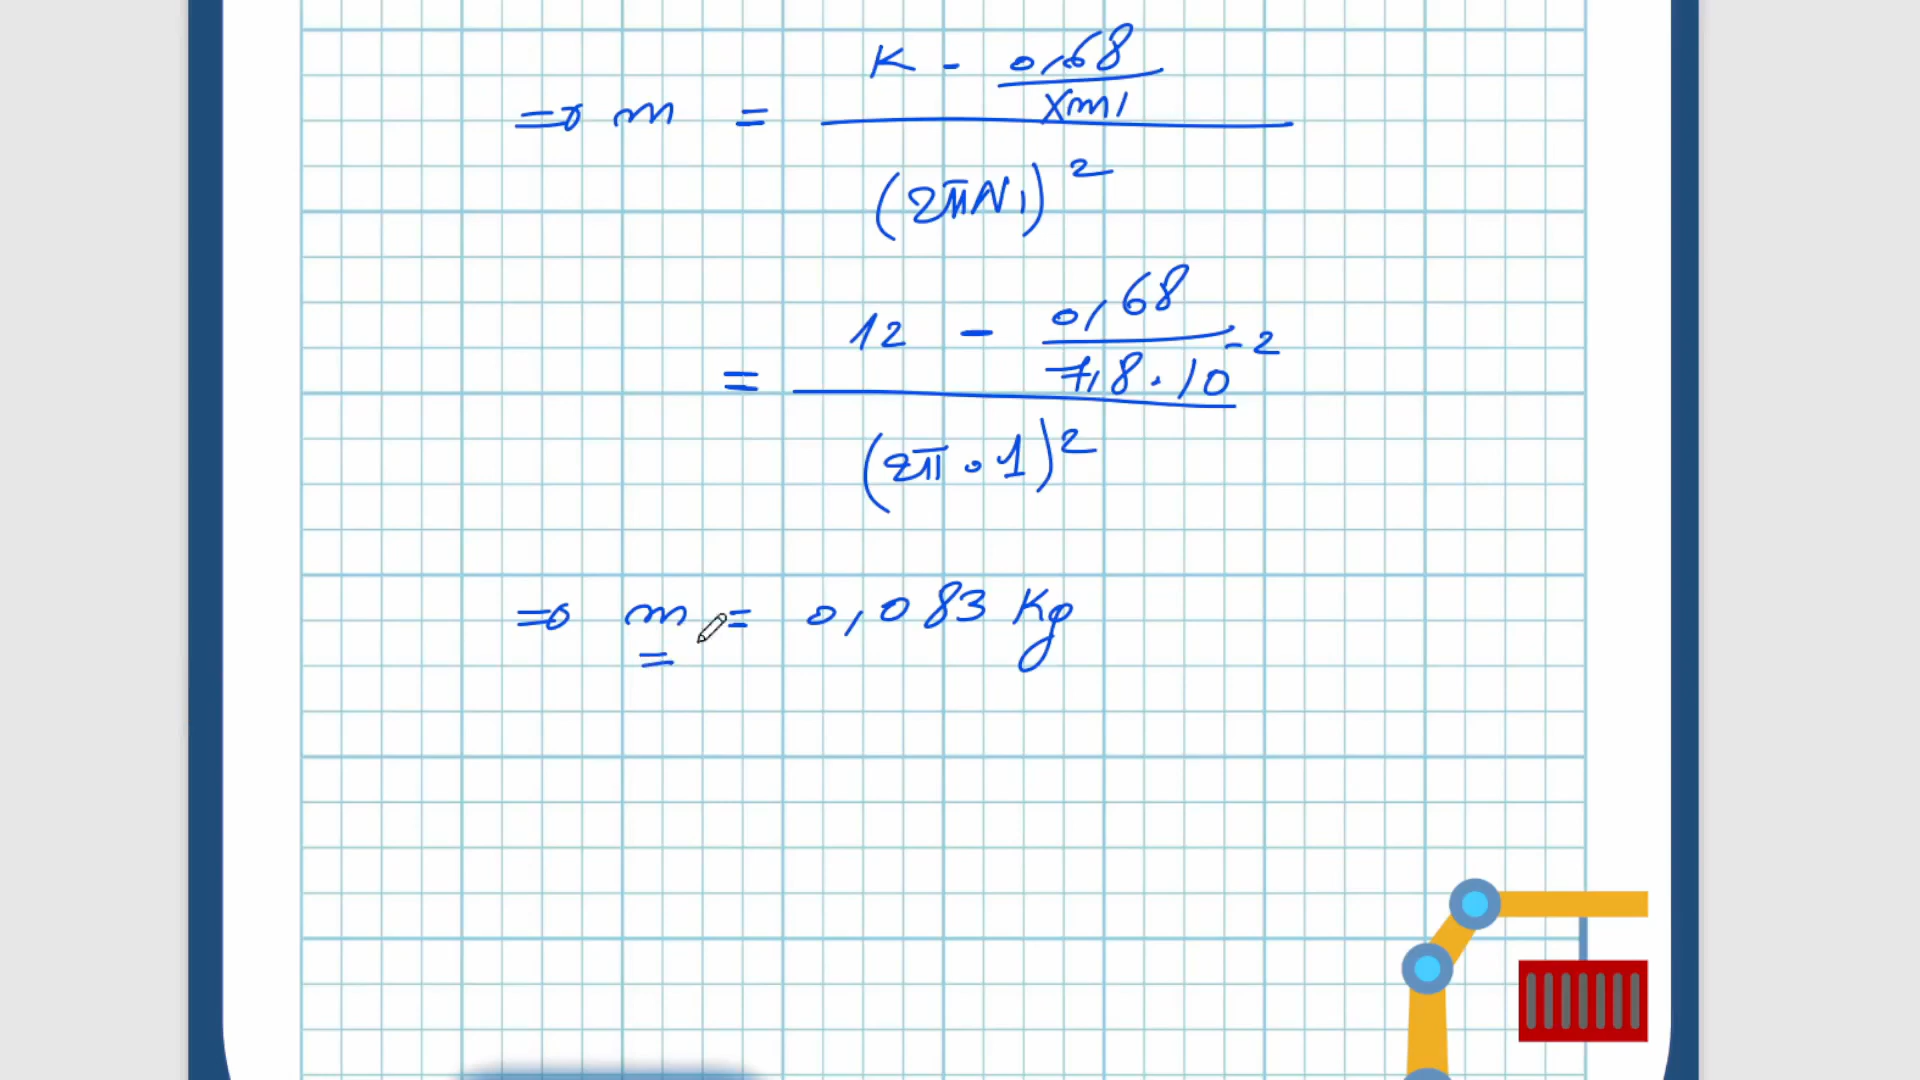 => m = (K - 0,68/Xm1) / (2πN1)²
= (12 - 0,68/7,8·10⁻²) / (2π·1)²
=> m = 0,083 Kg